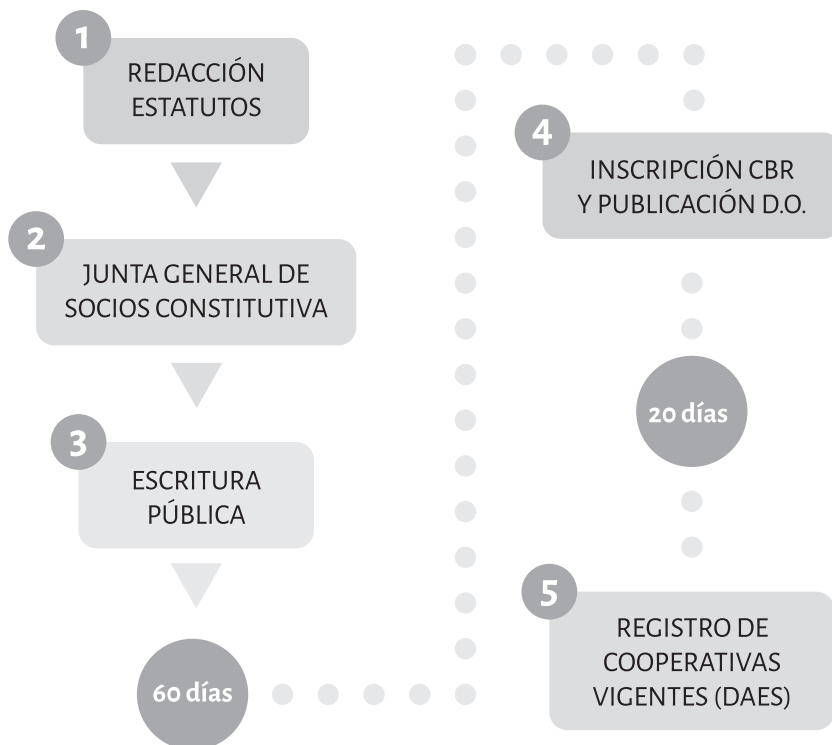 1
REDACCIÓN
ESTATUTOS
2
JUNTA GENERAL DE
SOCIOS CONSTITUTIVA
3
ESCRITURA
PÚBLICA
60 días
4
INSCRIPCIÓN CBR
Y PUBLICACIÓN D.O.
20 días
5
REGISTRO DE
COOPERATIVAS
VIGENTES (DAES)